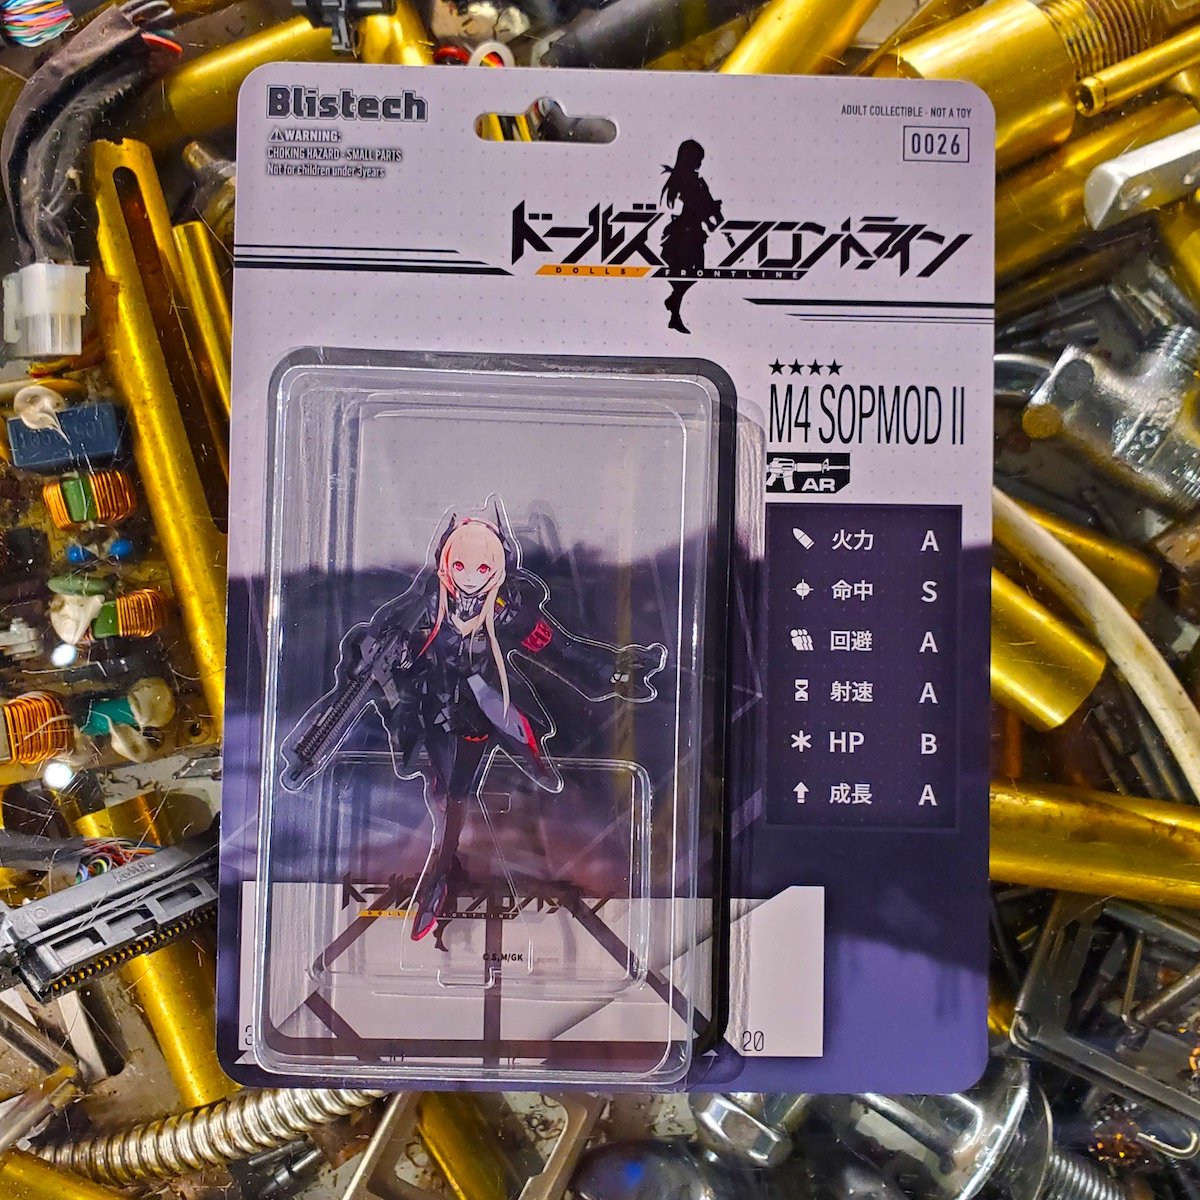 Blistech
⚠WARNING:
CHOKING HAZARD - SMALL PARTS
Not for children under 3years
ADULT COLLECTIBLE - NOT A TOY
0026
ドールズフロントライン
DOLLS' FRONTLINE
★★★★
M4 SOPMOD II
AR
火力 A
命中 S
回避 A
射速 A
HP B
成長 A
ドールズフロントライン
DOLLS' FRONTLINE
©S,M/GK
20